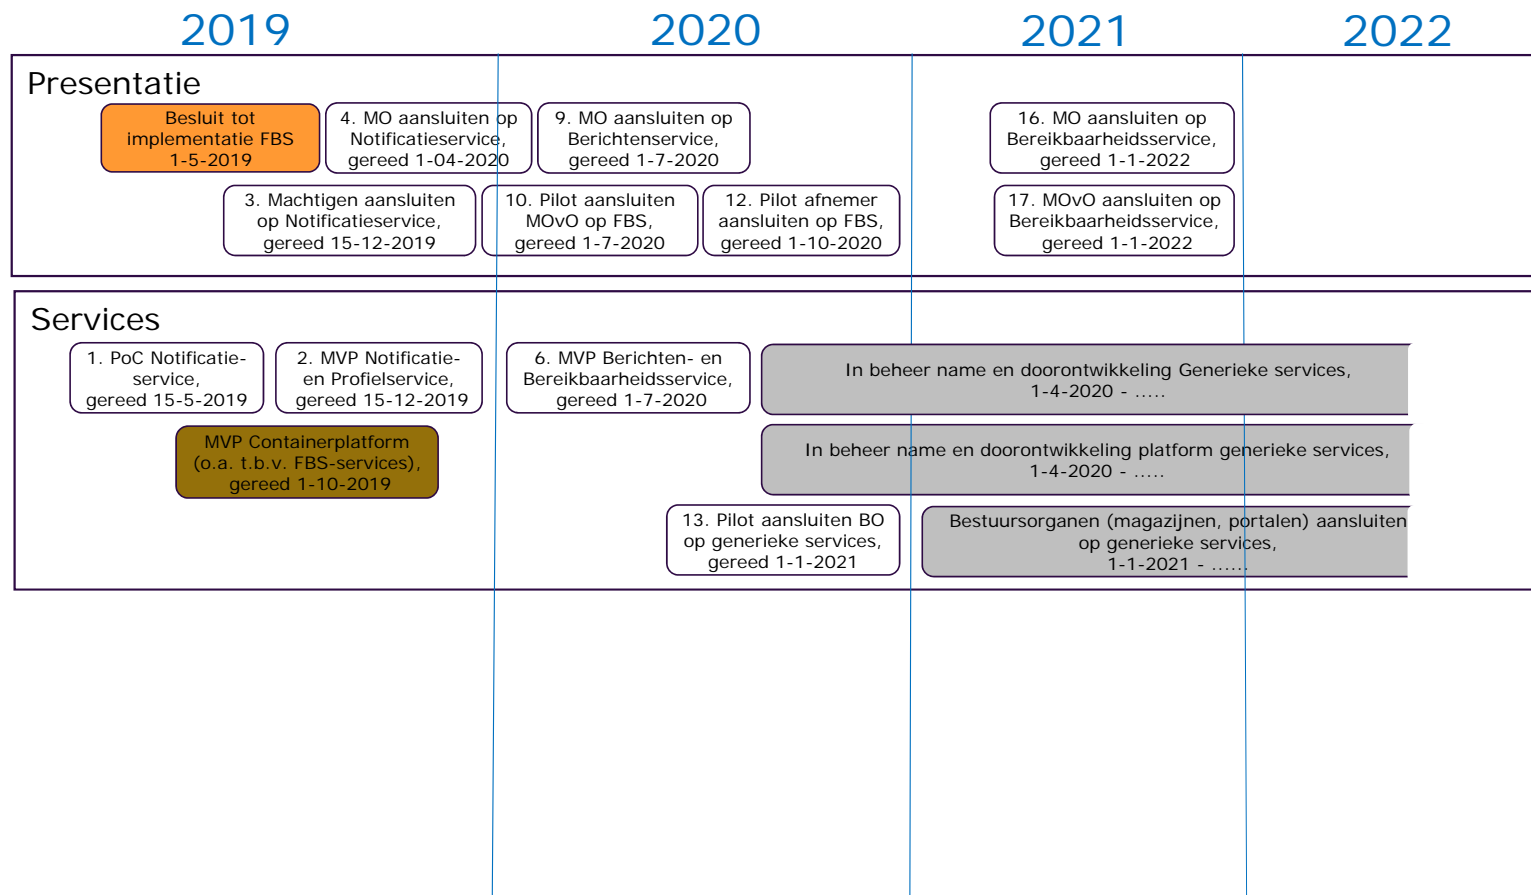 2019
2020
2021
2022
Presentatie
Besluit tot
implementatie FBS
1-5-2019
4. MO aansluiten op
Notificatieservice,
gereed 1-04-2020
9. MO aansluiten op
Berichtenservice,
gereed 1-7-2020
16. MO aansluiten op
Bereikbaarheidsservice,
gereed 1-1-2022
3. Machtigen aansluiten
op Notificatieservice,
gereed 15-12-2019
10. Pilot aansluiten
MOvO op FBS,
gereed 1-7-2020
12. Pilot afnemer
aansluiten op FBS,
gereed 1-10-2020
17. MOvO aansluiten op
Bereikbaarheidsservice,
gereed 1-1-2022
Services
1. PoC Notificatie-
service,
gereed 15-5-2019
2. MVP Notificatie-
en Profielservice,
gereed 15-12-2019
6. MVP Berichten- en
Bereikbaarheidsservice,
gereed 1-7-2020
In beheer name en doorontwikkeling Generieke services,
1-4-2020 - .....
MVP Containerplatform
(o.a. t.b.v. FBS-services),
gereed 1-10-2019
In beheer name en doorontwikkeling platform generieke services,
1-4-2020 - .....
13. Pilot aansluiten BO
op generieke services,
gereed 1-1-2021
Bestuursorganen (magazijnen, portalen) aansluiten
op generieke services,
1-1-2021 - ......